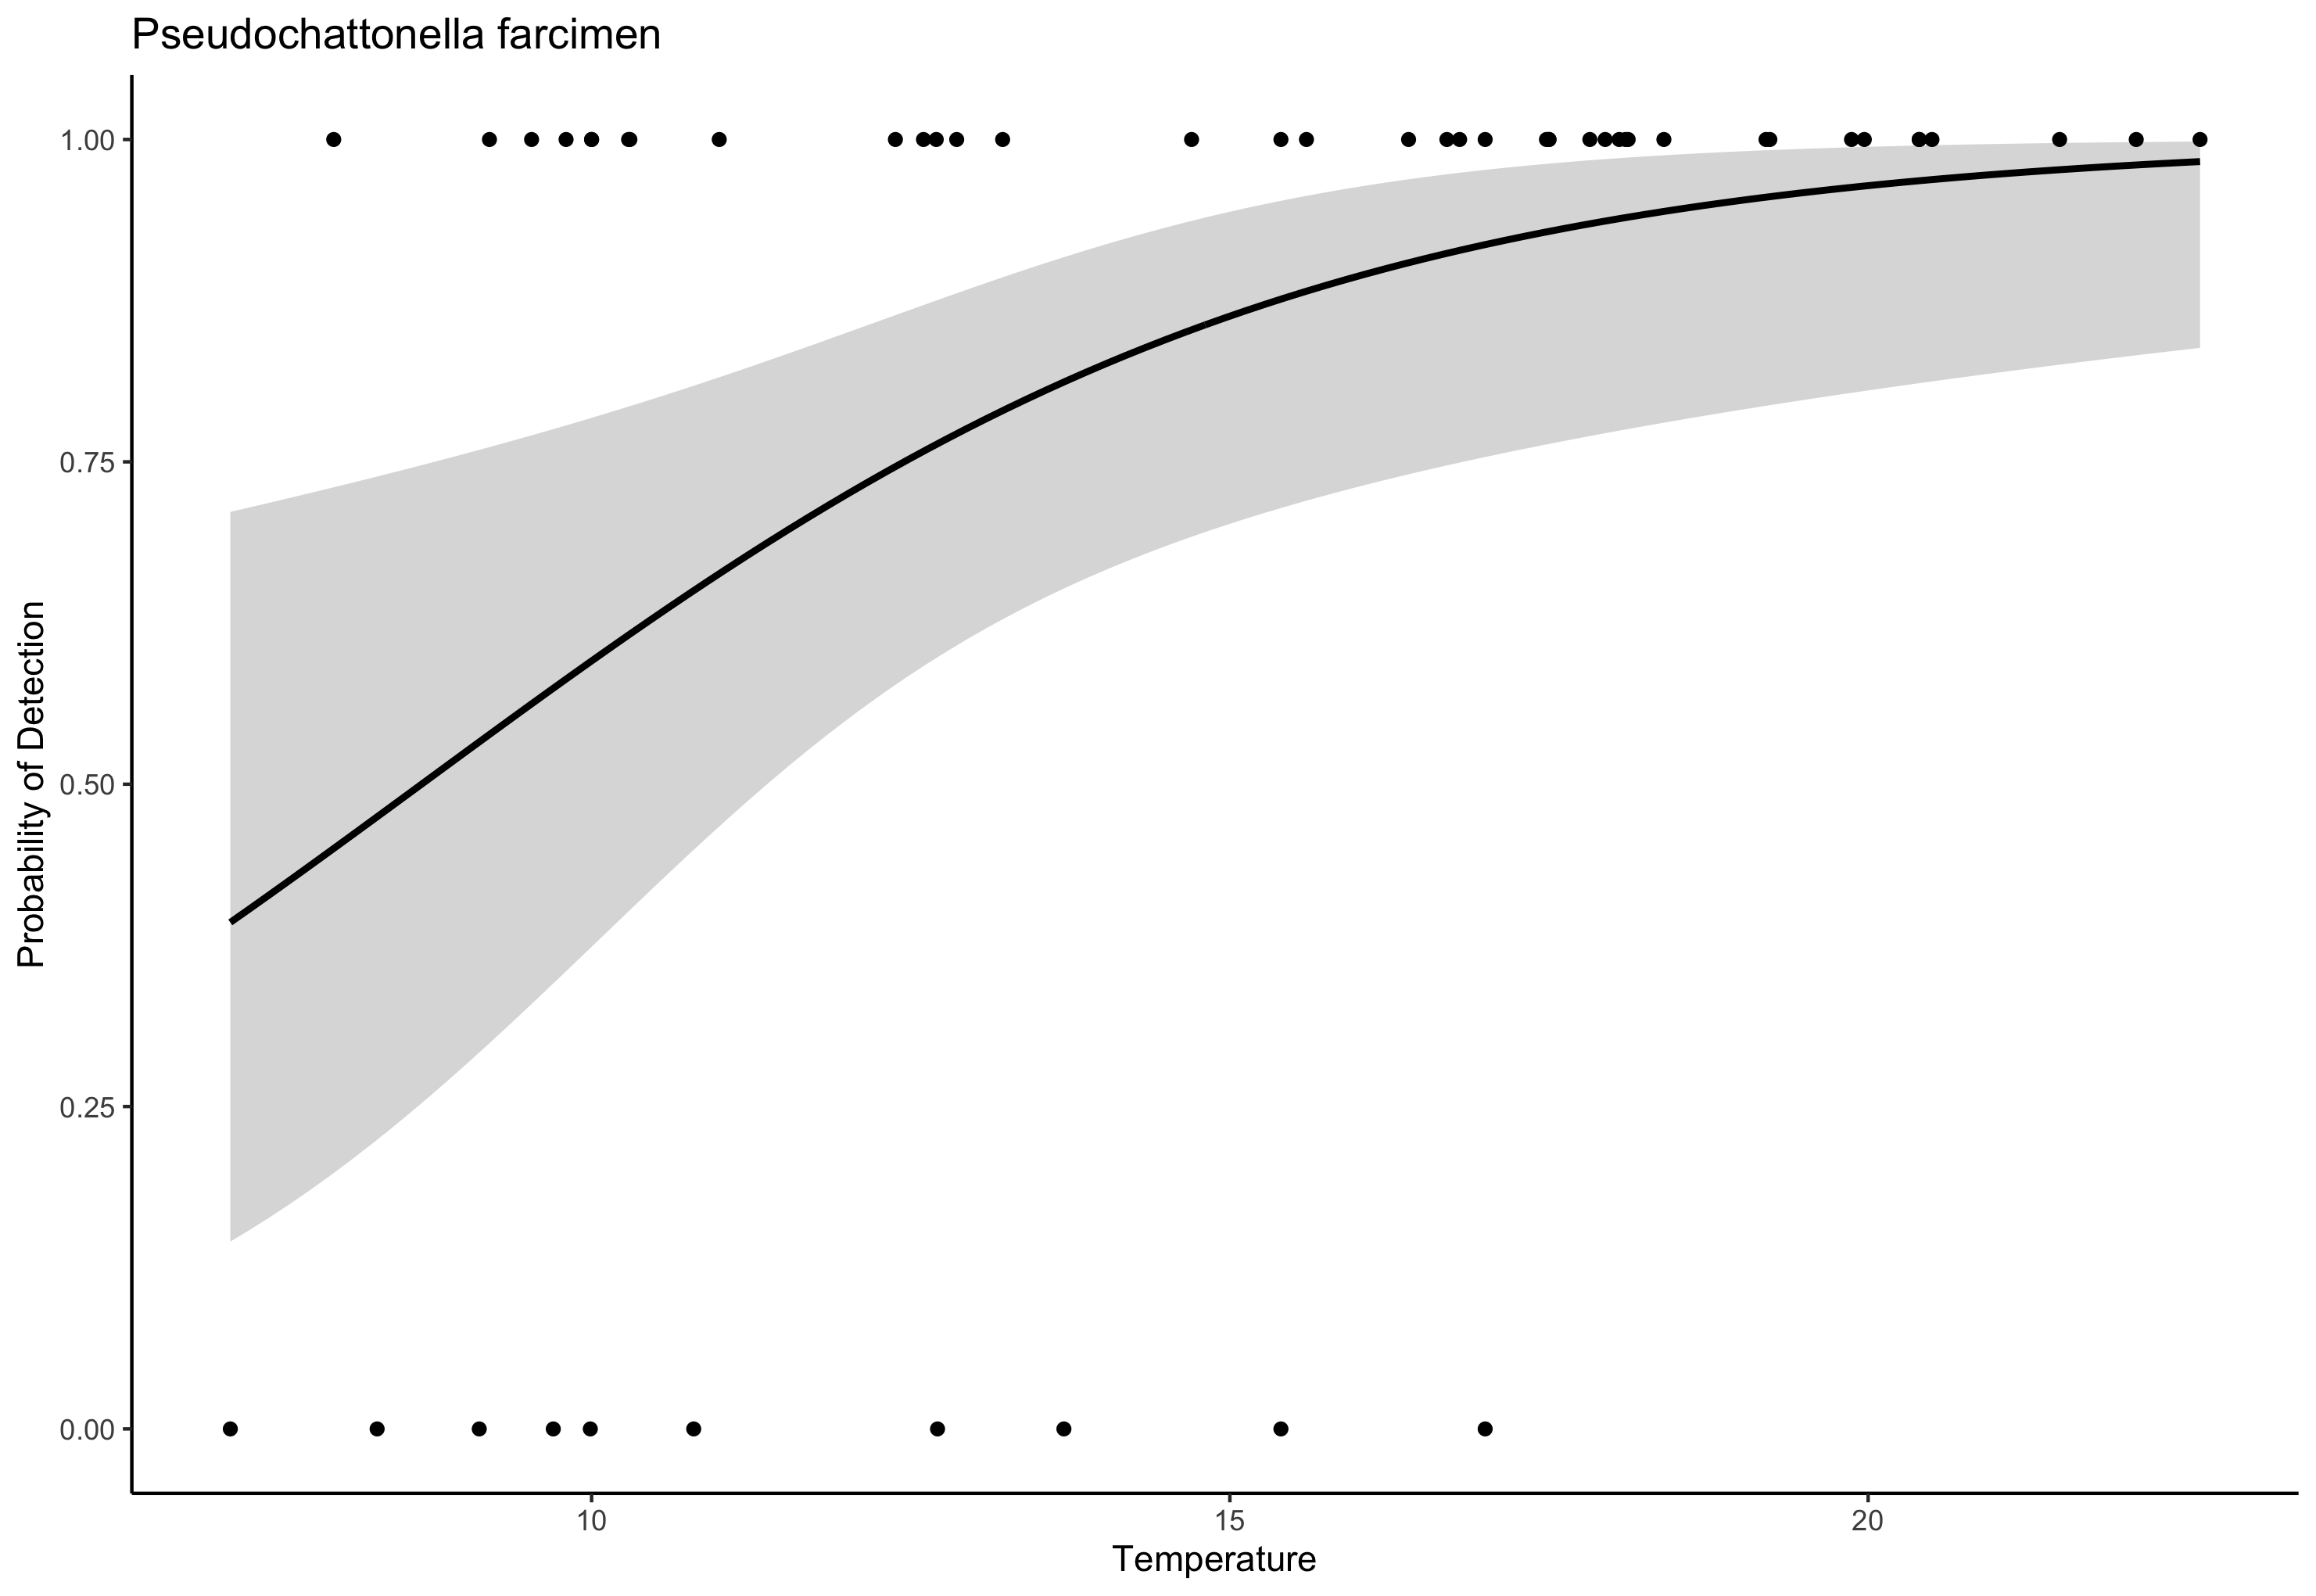 Pseudochattonella farcimen
1.00
0.75
0.50
0.25
0.00
Probability of Detection
10
15
20
Temperature